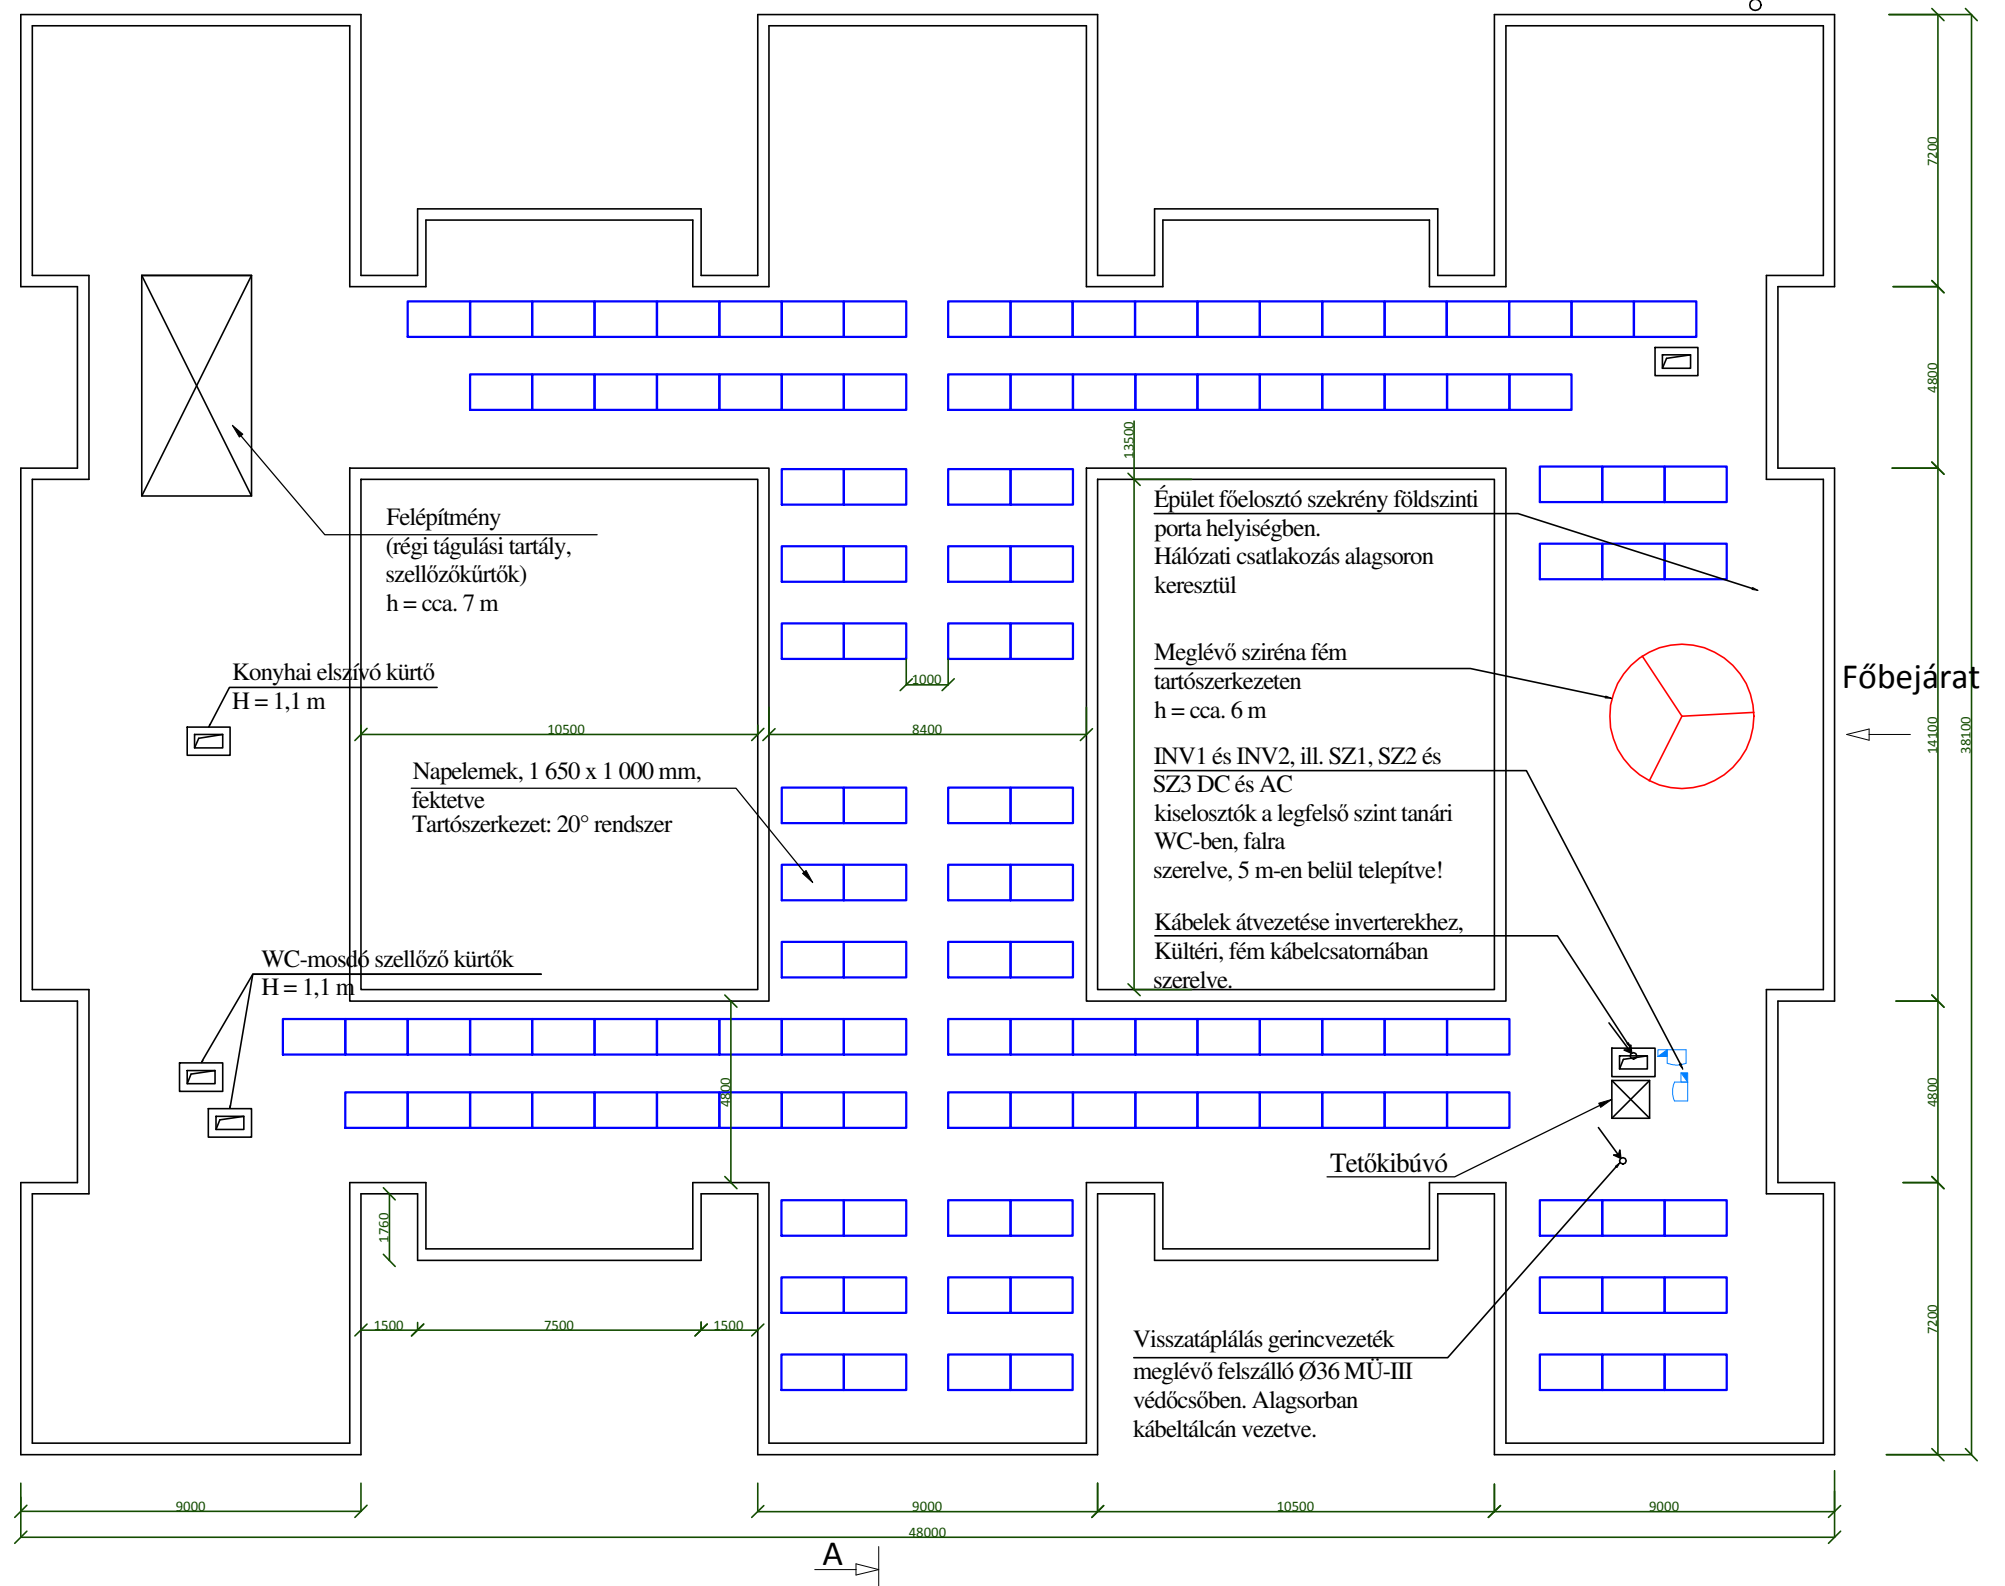 7200
4800
13500
Felépítmény
(régi tágulási tartály,
szellőzőkürtők)
h = cca. 7 m
Épület főelosztó szekrény földszinti
porta helyiségben.
Hálózati csatlakozás alagsoron
keresztül
Konyhai elszívó kürtő
H = 1,1 m
1000
Meglévő sziréna fém
tartószerkezeten
h = cca. 6 m
Főbejárat
10500
8400
14100
38100
Napelemek, 1 650 x 1 000 mm,
fektetve
Tartószerkezet: 20° rendszer
INV1 és INV2, ill. SZ1, SZ2 és
SZ3 DC és AC
kiselosztók a legfelső szint tanári
WC-ben, falra
szerelve, 5 m-en belül telepítve!
Kábelek átvezetése inverterekhez,
Kültéri, fém kábelcsatornában
szerelve.
WC-mosdó szellőző kürtők
H = 1,1 m
4800
4800
Tetőkibúvó
1760
1500
7500
1500
7200
Visszatáplálás gerincvezeték
meglévő felszálló Ø36 MÜ-III
védőcsőben. Alagsorban
kábeltálcán vezetve.
9000
9000
10500
9000
48000
A